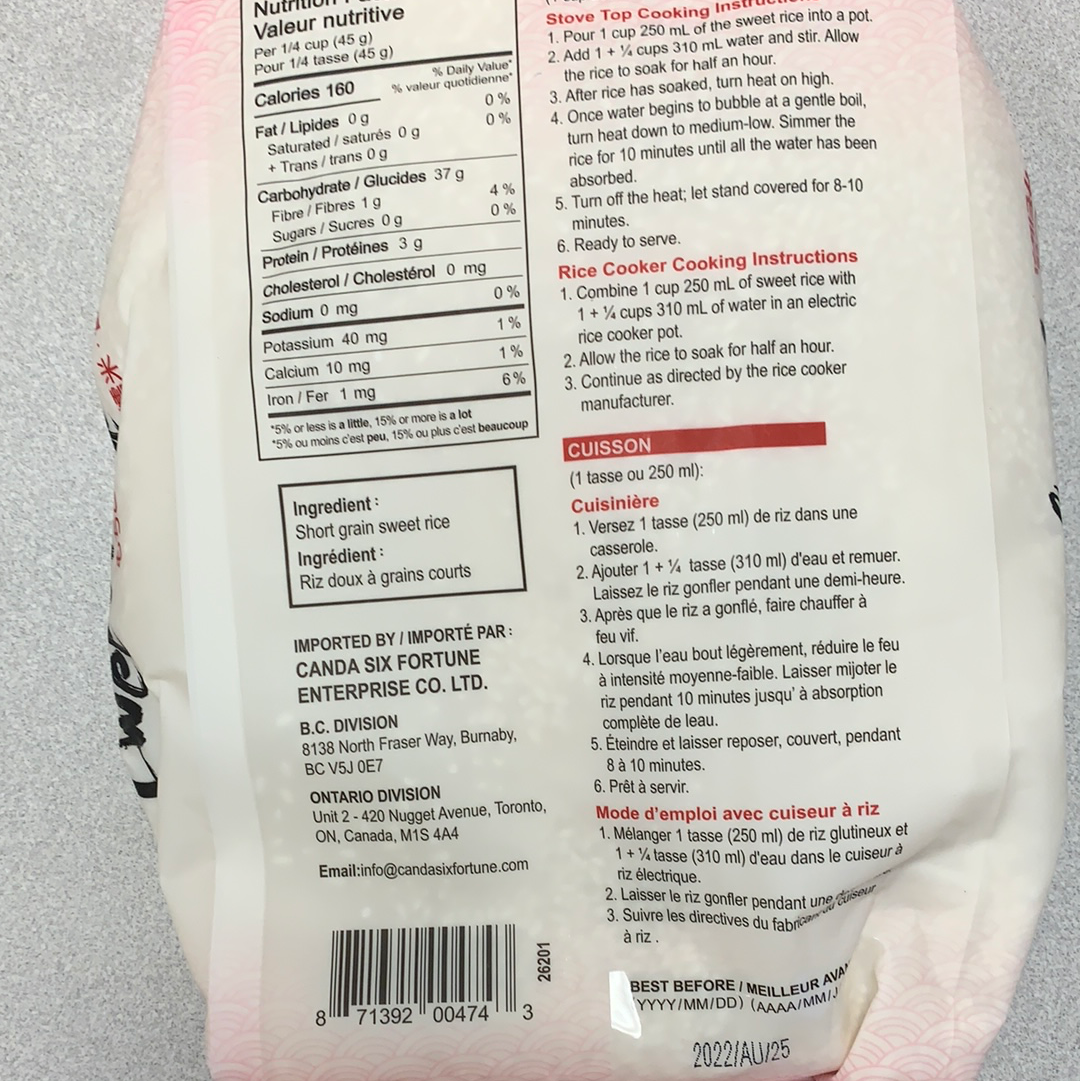 Valeur nutritive
Per 1/4 cup (45 g)
Pour 1/4 tasse (45 g)
Calories 160
% Daily Value*
% valeur quotidienne*
Fat / Lipides 0 g 0 %
Saturated / saturés 0 g 0 %
+ Trans / trans 0 g
Carbohydrate / Glucides 37 g
Fibre / Fibres 1 g 4 %
Sugars / Sucres 0 g 0 %
Protein / Protéines 3 g
Cholesterol / Cholestérol 0 mg
Sodium 0 mg 0 %
Potassium 40 mg 1 %
Calcium 10 mg 1 %
Iron / Fer 1 mg 6 %
*5% or less is a little, 15% or more is a lot
*5% ou moins c'est peu, 15% ou plus c'est beaucoup
Ingredient :
Short grain sweet rice
Ingrédient :
Riz doux à grains courts
IMPORTED BY / IMPORTÉ PAR :
CANDA SIX FORTUNE
ENTERPRISE CO. LTD.
B.C. DIVISION
8138 North Fraser Way, Burnaby,
BC V5J 0E7
ONTARIO DIVISION
Unit 2 - 420 Nugget Avenue, Toronto,
ON, Canada, M1S 4A4
Email:info@candasixfortune.com
8 71392 00474 3
26201
Stove Top Cooking
1. Pour 1 cup 250 mL of the sweet rice into a pot.
2. Add 1 + ¼ cups 310 mL water and stir. Allow
the rice to soak for half an hour.
3. After rice has soaked, turn heat on high.
4. Once water begins to bubble at a gentle boil,
turn heat down to medium-low. Simmer the
rice for 10 minutes until all the water has been
absorbed.
5. Turn off the heat; let stand covered for 8-10
minutes.
6. Ready to serve.
Rice Cooker Cooking Instructions
1. Combine 1 cup 250 mL of sweet rice with
1 + ¼ cups 310 mL of water in an electric
rice cooker pot.
2. Allow the rice to soak for half an hour.
3. Continue as directed by the rice cooker
manufacturer.
CUISSON
(1 tasse ou 250 ml):
Cuisinière
1. Versez 1 tasse (250 ml) de riz dans une
casserole.
2. Ajouter 1 + ¼ tasse (310 ml) d'eau et remuer.
Laissez le riz gonfler pendant une demi-heure.
3. Après que le riz a gonflé, faire chauffer à
feu vif.
4. Lorsque l'eau bout légèrement, réduire le feu
à intensité moyenne-faible. Laisser mijoter le
riz pendant 10 minutes jusqu' à absorption
complète de leau.
5. Éteindre et laisser reposer, couvert, pendant
8 à 10 minutes.
6. Prêt à servir.
Mode d'emploi avec cuiseur à riz
1. Mélanger 1 tasse (250 ml) de riz glutineux et
1 + ¼ tasse (310 ml) d'eau dans le cuiseur à
riz électrique.
2. Laisser le riz gonfler pendant une
3. Suivre les directives du cuiseur
à riz .
BEST BEFORE / MEILLEUR
(YYYY/MM/DD) (AAAA/MM/
2022/AU/25